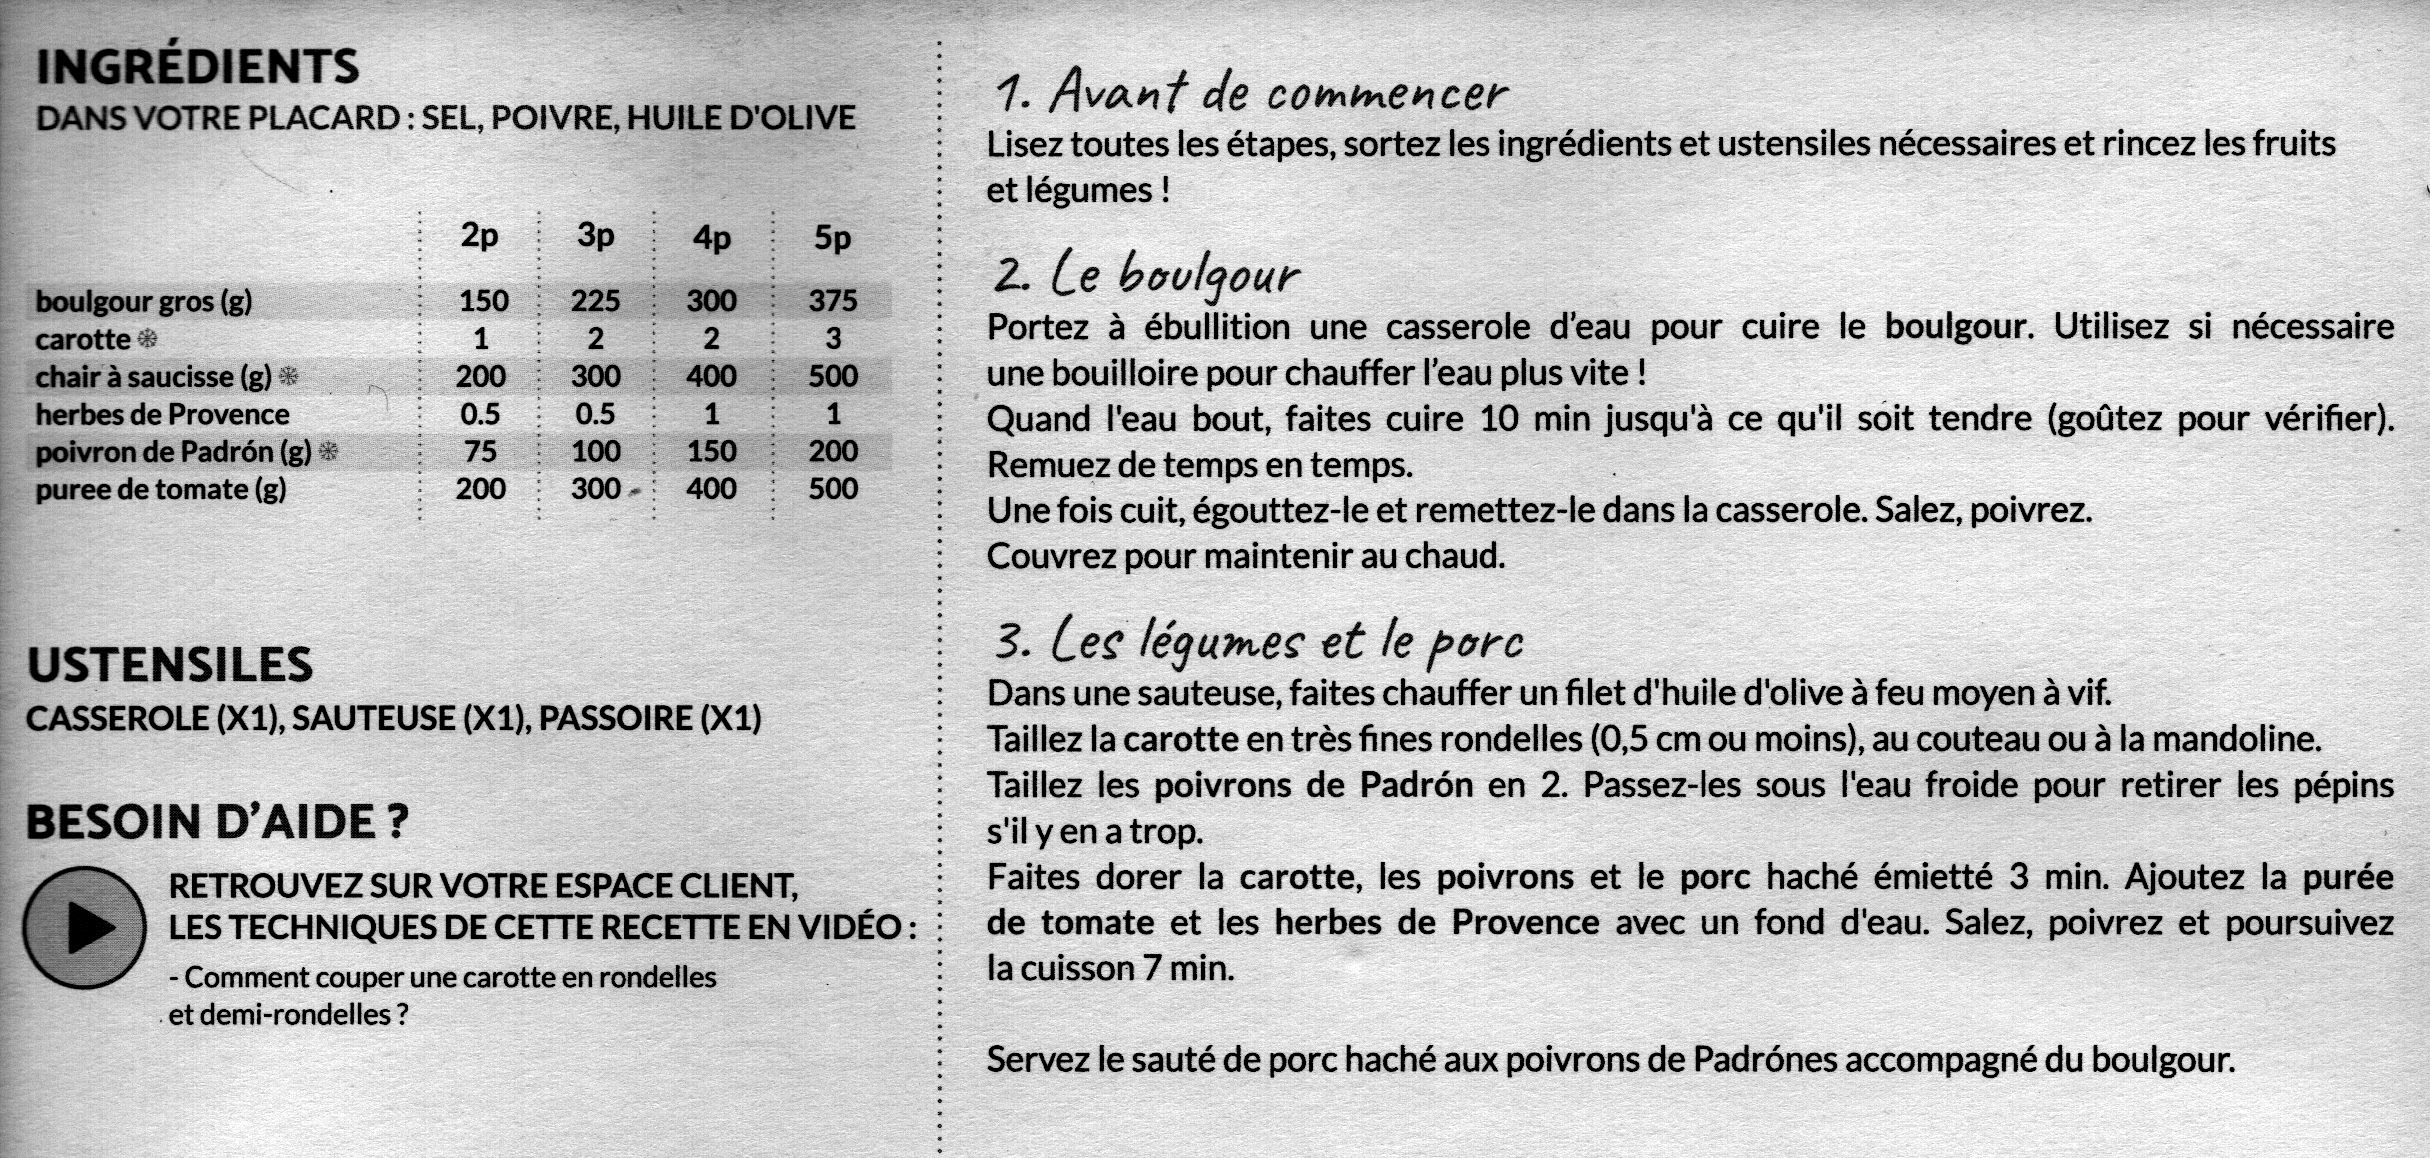 INGRÉDIENTS
DANS VOTRE PLACARD : SEL, POIVRE, HUILE D'OLIVE
2p 3p 4p 5p
boulgour gros (g) 150 225 300 375
carotte 1 2 2 3
chair à saucisse (g) 200 300 400 500
herbes de Provence 0.5 0.5 1 1
poivron de Padrón (g) 75 100 150 200
puree de tomate (g) 200 300 400 500
USTENSILES
CASSEROLE (X1), SAUTEUSE (X1), PASSOIRE (X1)
BESOIN D’AIDE ?
RETROUVEZ SUR VOTRE ESPACE CLIENT,
LES TECHNIQUES DE CETTE RECETTE EN VIDÉO :
- Comment couper une carotte en rondelles
et demi-rondelles ?
1. Avant de commencer
Lisez toutes les étapes, sortez les ingrédients et ustensiles nécessaires et rincez les fruits
et légumes !
2. Le boulgour
Portez à ébullition une casserole d’eau pour cuire le boulgour. Utilisez si nécessaire
une bouilloire pour chauffer l’eau plus vite !
Quand l'eau bout, faites cuire 10 min jusqu'à ce qu'il soit tendre (goûtez pour vérifier).
Remuez de temps en temps.
Une fois cuit, égouttez-le et remettez-le dans la casserole. Salez, poivrez.
Couvrez pour maintenir au chaud.
3. Les légumes et le porc
Dans une sauteuse, faites chauffer un filet d'huile d'olive à feu moyen à vif.
Taillez la carotte en très fines rondelles (0,5 cm ou moins), au couteau ou à la mandoline.
Taillez les poivrons de Padrón en 2. Passez-les sous l'eau froide pour retirer les pépins
s'il y en a trop.
Faites dorer la carotte, les poivrons et le porc haché émietté 3 min. Ajoutez la purée
de tomate et les herbes de Provence avec un fond d'eau. Salez, poivrez et poursuivez
la cuisson 7 min.
Servez le sauté de porc haché aux poivrons de Padrónes accompagné du boulgour.